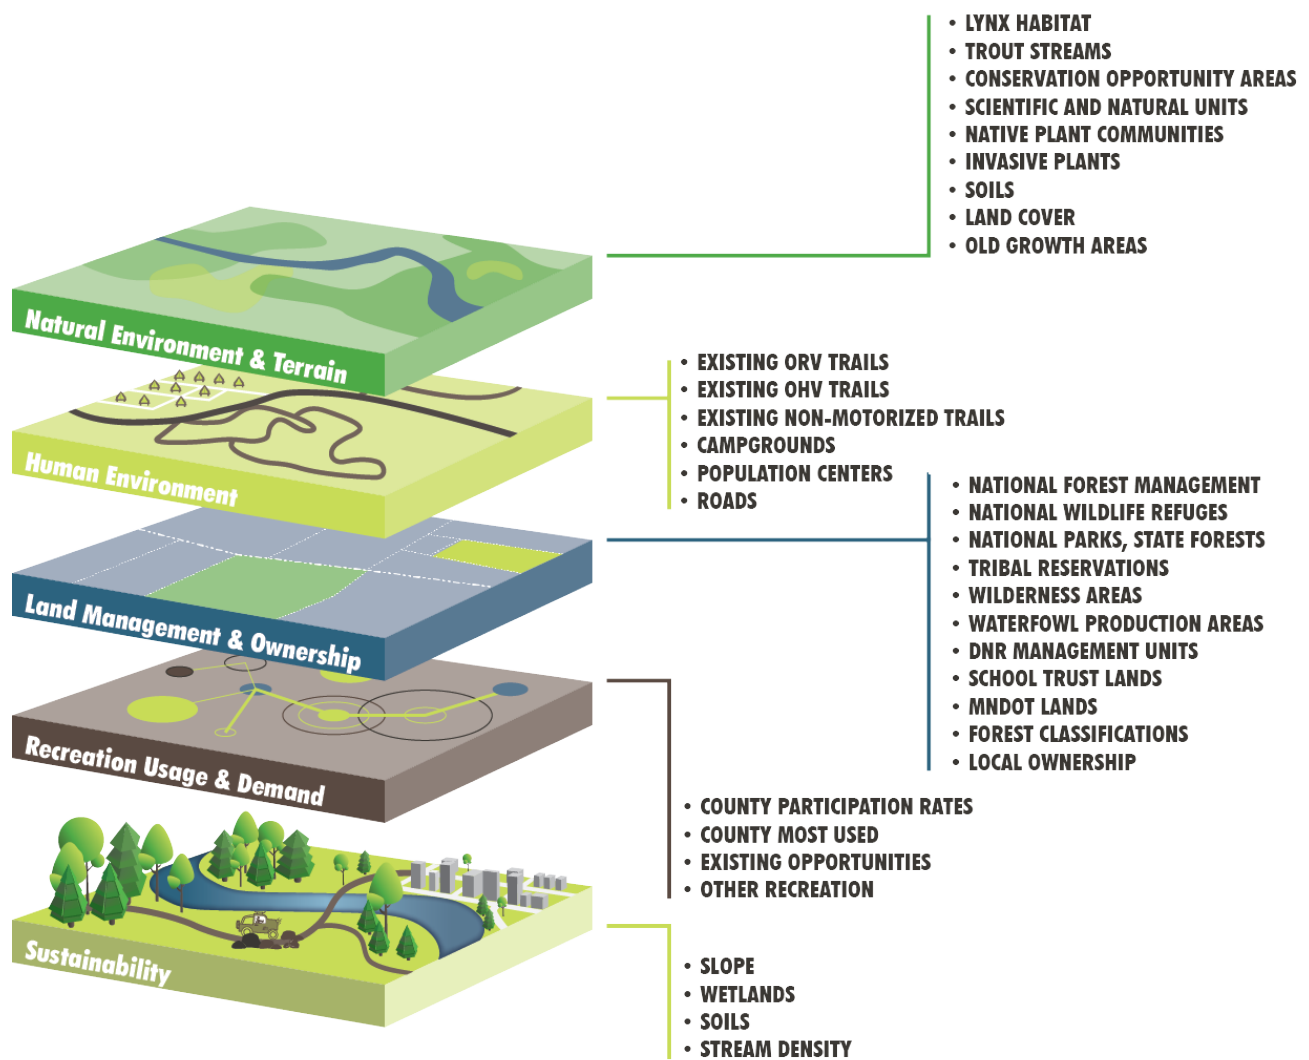 • LYNX HABITAT
• TROUT STREAMS
• CONSERVATION OPPORTUNITY AREAS
• SCIENTIFIC AND NATURAL UNITS
• NATIVE PLANT COMMUNITIES
• INVASIVE PLANTS
• SOILS
• LAND COVER
• OLD GROWTH AREAS
Natural Environment & Terrain
• EXISTING ORV TRAILS
• EXISTING OHV TRAILS
• EXISTING NON-MOTORIZED TRAILS
• CAMPGROUNDS
• POPULATION CENTERS
• ROADS
Human Environment
• NATIONAL FOREST MANAGEMENT
• NATIONAL WILDLIFE REFUGES
• NATIONAL PARKS, STATE FORESTS
• TRIBAL RESERVATIONS
• WILDERNESS AREAS
• WATERFOWL PRODUCTION AREAS
• DNR MANAGEMENT UNITS
• SCHOOL TRUST LANDS
• MNDOT LANDS
• FOREST CLASSIFICATIONS
• LOCAL OWNERSHIP
Land Management & Ownership
Recreation Usage & Demand
• COUNTY PARTICIPATION RATES
• COUNTY MOST USED
• EXISTING OPPORTUNITIES
• OTHER RECREATION
Sustainability
• SLOPE
• WETLANDS
• SOILS
• STREAM DENSITY